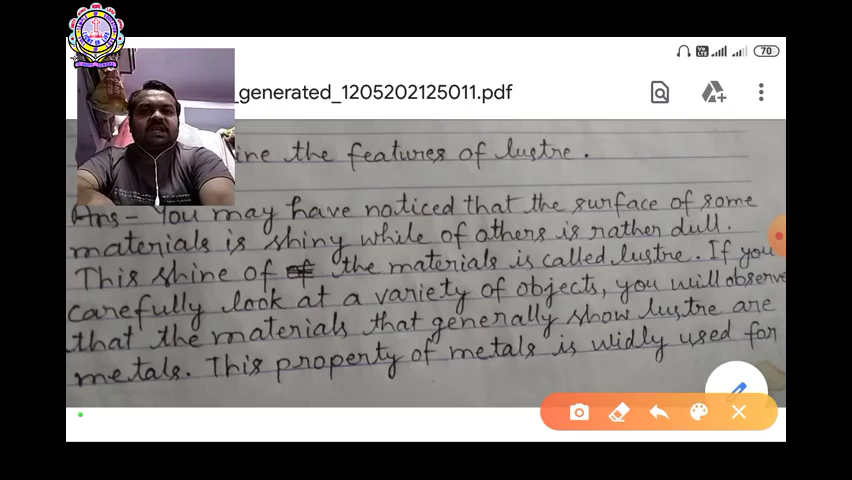 70
_generated_1205202125011.pdf
ine the features of lustre.
Ans- You may have noticed that the surface of some
materials is shiny while of others is rather dull.
This shine of the materials is called lustre. If you
carefully look at a variety of objects, you will observe
that the materials that generally show lustre are
metals. This property of metals is widly used for